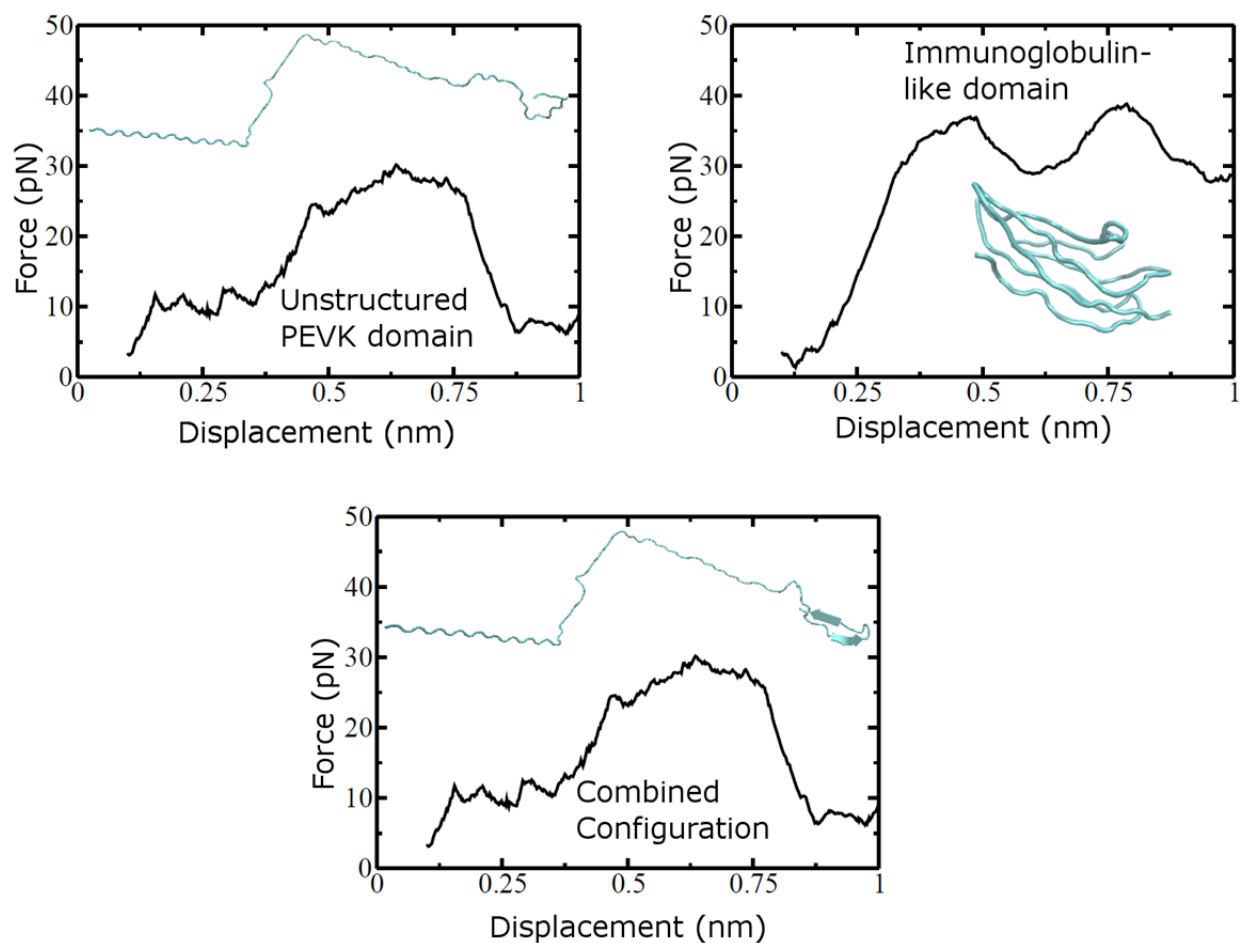 50
40
30
20
10
0
Force (pN)
Unstructured
PEVK domain
0 0.25 0.5 0.75 1
Displacement (nm)
50
40
30
20
10
0
Force (pN)
Immunoglobulin-
like domain
0 0.25 0.5 0.75 1
Displacement (nm)
50
40
30
20
10
0
Force (pN)
Combined
Configuration
0 0.25 0.5 0.75 1
Displacement (nm)